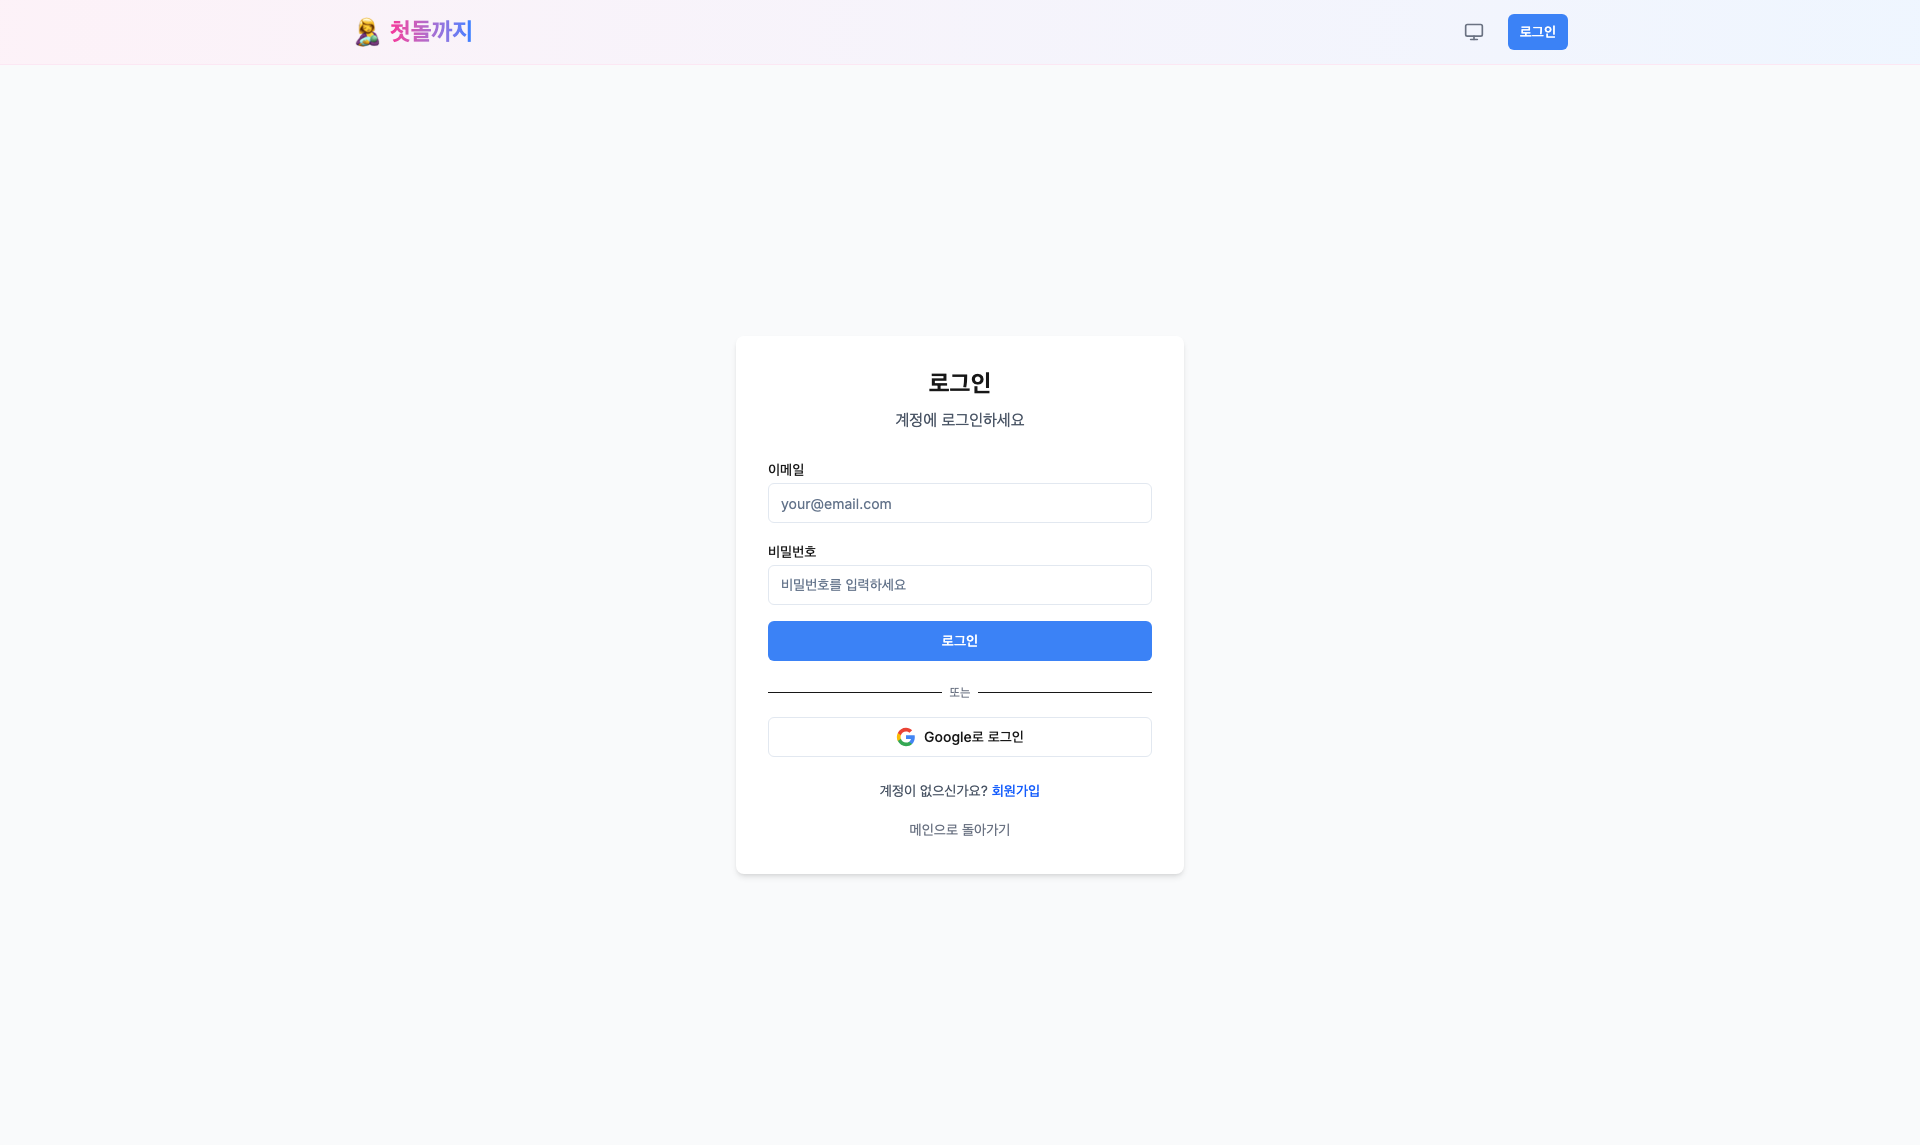 첫돌까지
로그인
로그인
계정에 로그인하세요
이메일
your@email.com
비밀번호
비밀번호를 입력하세요
로그인
또는
Google로 로그인
계정이 없으신가요? 회원가입
메인으로 돌아가기